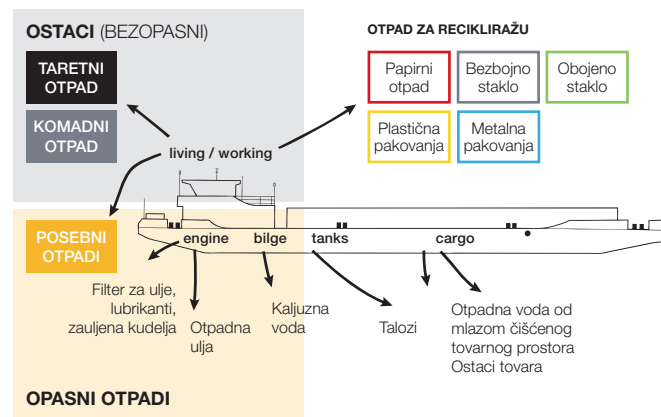 OSTACI (BEZOPASNI)
TARETNI
OTPAD
KOMADNI
OTPAD
OTPAD ZA RECIKLIRAŽU
Papirni
otpad
Bezbojno
staklo
Obojeno
staklo
Plastična
pakovanja
Metalna
pakovanja
living / working
POSEBNI
OTPADI
engine
bilge
tanks
cargo
Filter za ulje,
lubrikanti,
zauljena kudelja
Otpadna
ulja
Kaljuzna
voda
Talozi
Otpadna voda od
mlazom čišćenog
tovarnog prostora
Ostaci tovara
OPASNI OTPADI